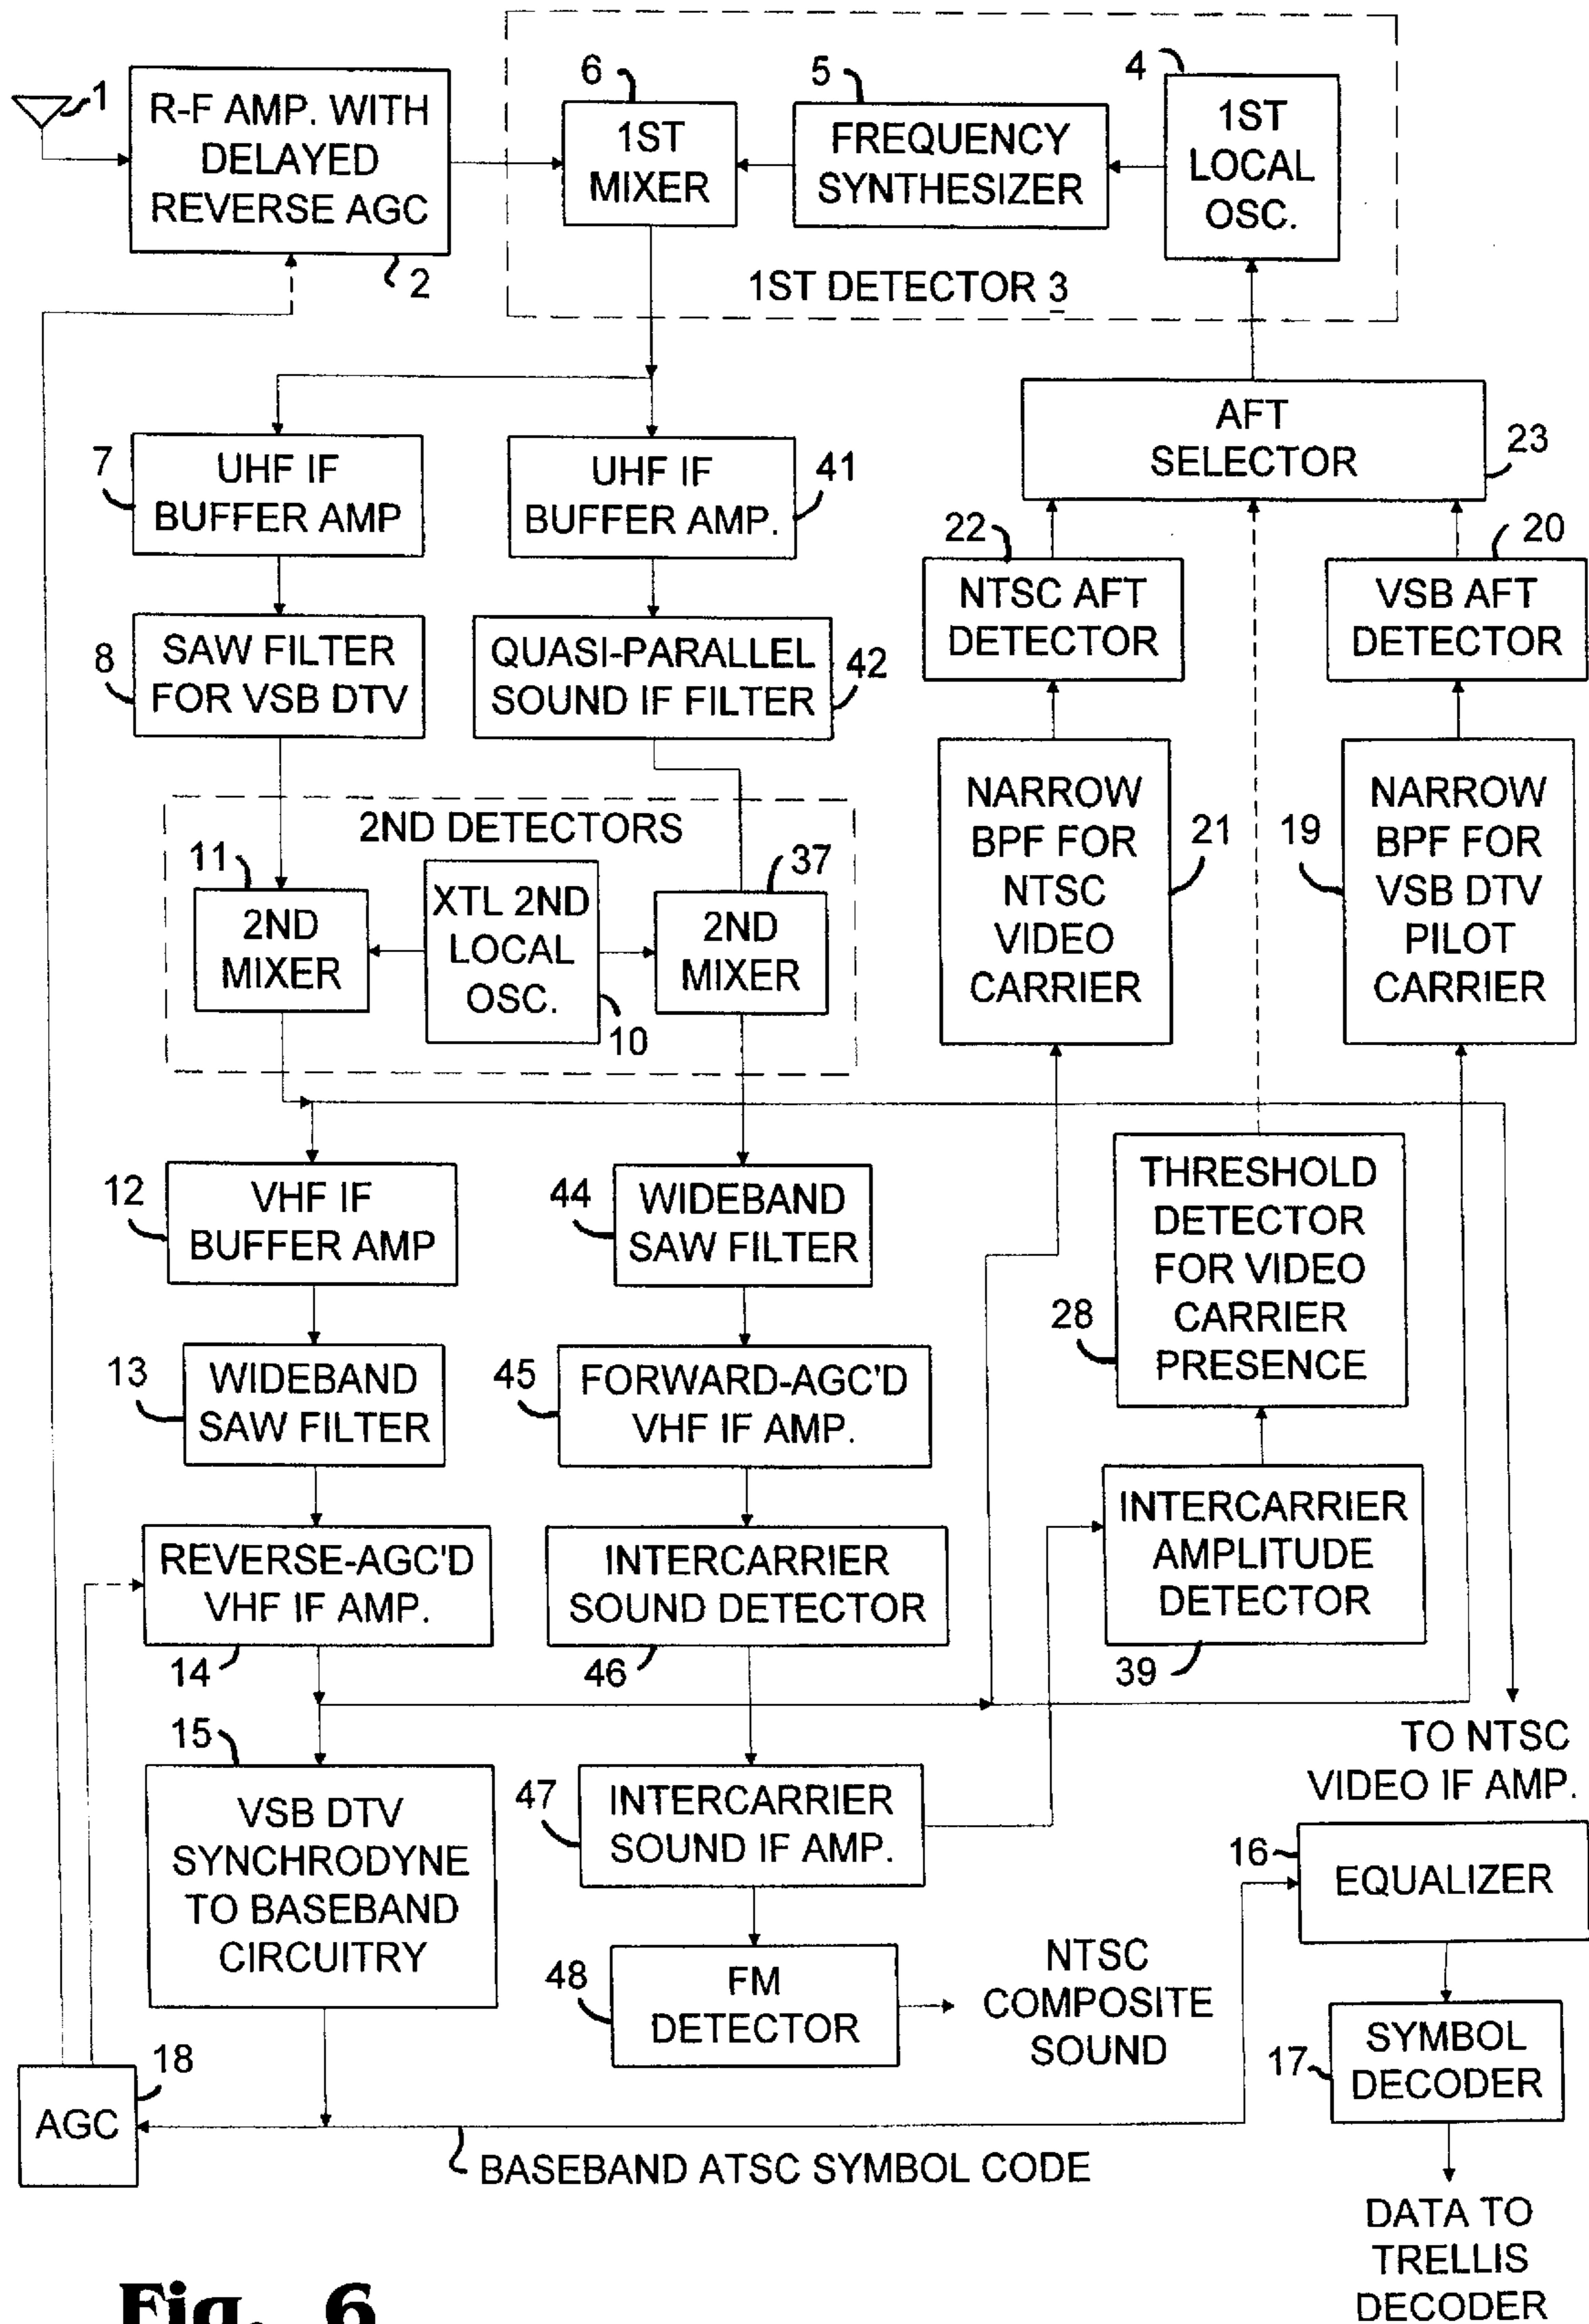 1
R-F AMP. WITH
DELAYED
REVERSE AGC
2
6
1ST
MIXER
5
FREQUENCY
SYNTHESIZER
4
1ST
LOCAL
OSC.
1ST DETECTOR 3
7
UHF IF
BUFFER AMP
UHF IF
BUFFER AMP.
41
AFT
SELECTOR
23
8
SAW FILTER
FOR VSB DTV
QUASI-PARALLEL
SOUND IF FILTER
42
22
NTSC AFT
DETECTOR
20
VSB AFT
DETECTOR
2ND DETECTORS
11
2ND
MIXER
XTL 2ND
LOCAL
OSC.
10
37
2ND
MIXER
NARROW
BPF FOR
NTSC
VIDEO
CARRIER
21
19
NARROW
BPF FOR
VSB DTV
PILOT
CARRIER
12
VHF IF
BUFFER AMP
44
WIDEBAND
SAW FILTER
THRESHOLD
DETECTOR
FOR VIDEO
CARRIER
PRESENCE
28
13
WIDEBAND
SAW FILTER
45
FORWARD-AGC'D
VHF IF AMP.
REVERSE-AGC'D
VHF IF AMP.
14
INTERCARRIER
SOUND DETECTOR
46
INTERCARRIER
AMPLITUDE
DETECTOR
39
TO NTSC
VIDEO IF AMP.
15
VSB DTV
SYNCHRODYNE
TO BASEBAND
CIRCUITRY
47
INTERCARRIER
SOUND IF AMP.
16
EQUALIZER
48
FM
DETECTOR
NTSC
COMPOSITE
SOUND
17
SYMBOL
DECODER
18
AGC
BASEBAND ATSC SYMBOL CODE
DATA TO
TRELLIS
DECODER
Fig. 6